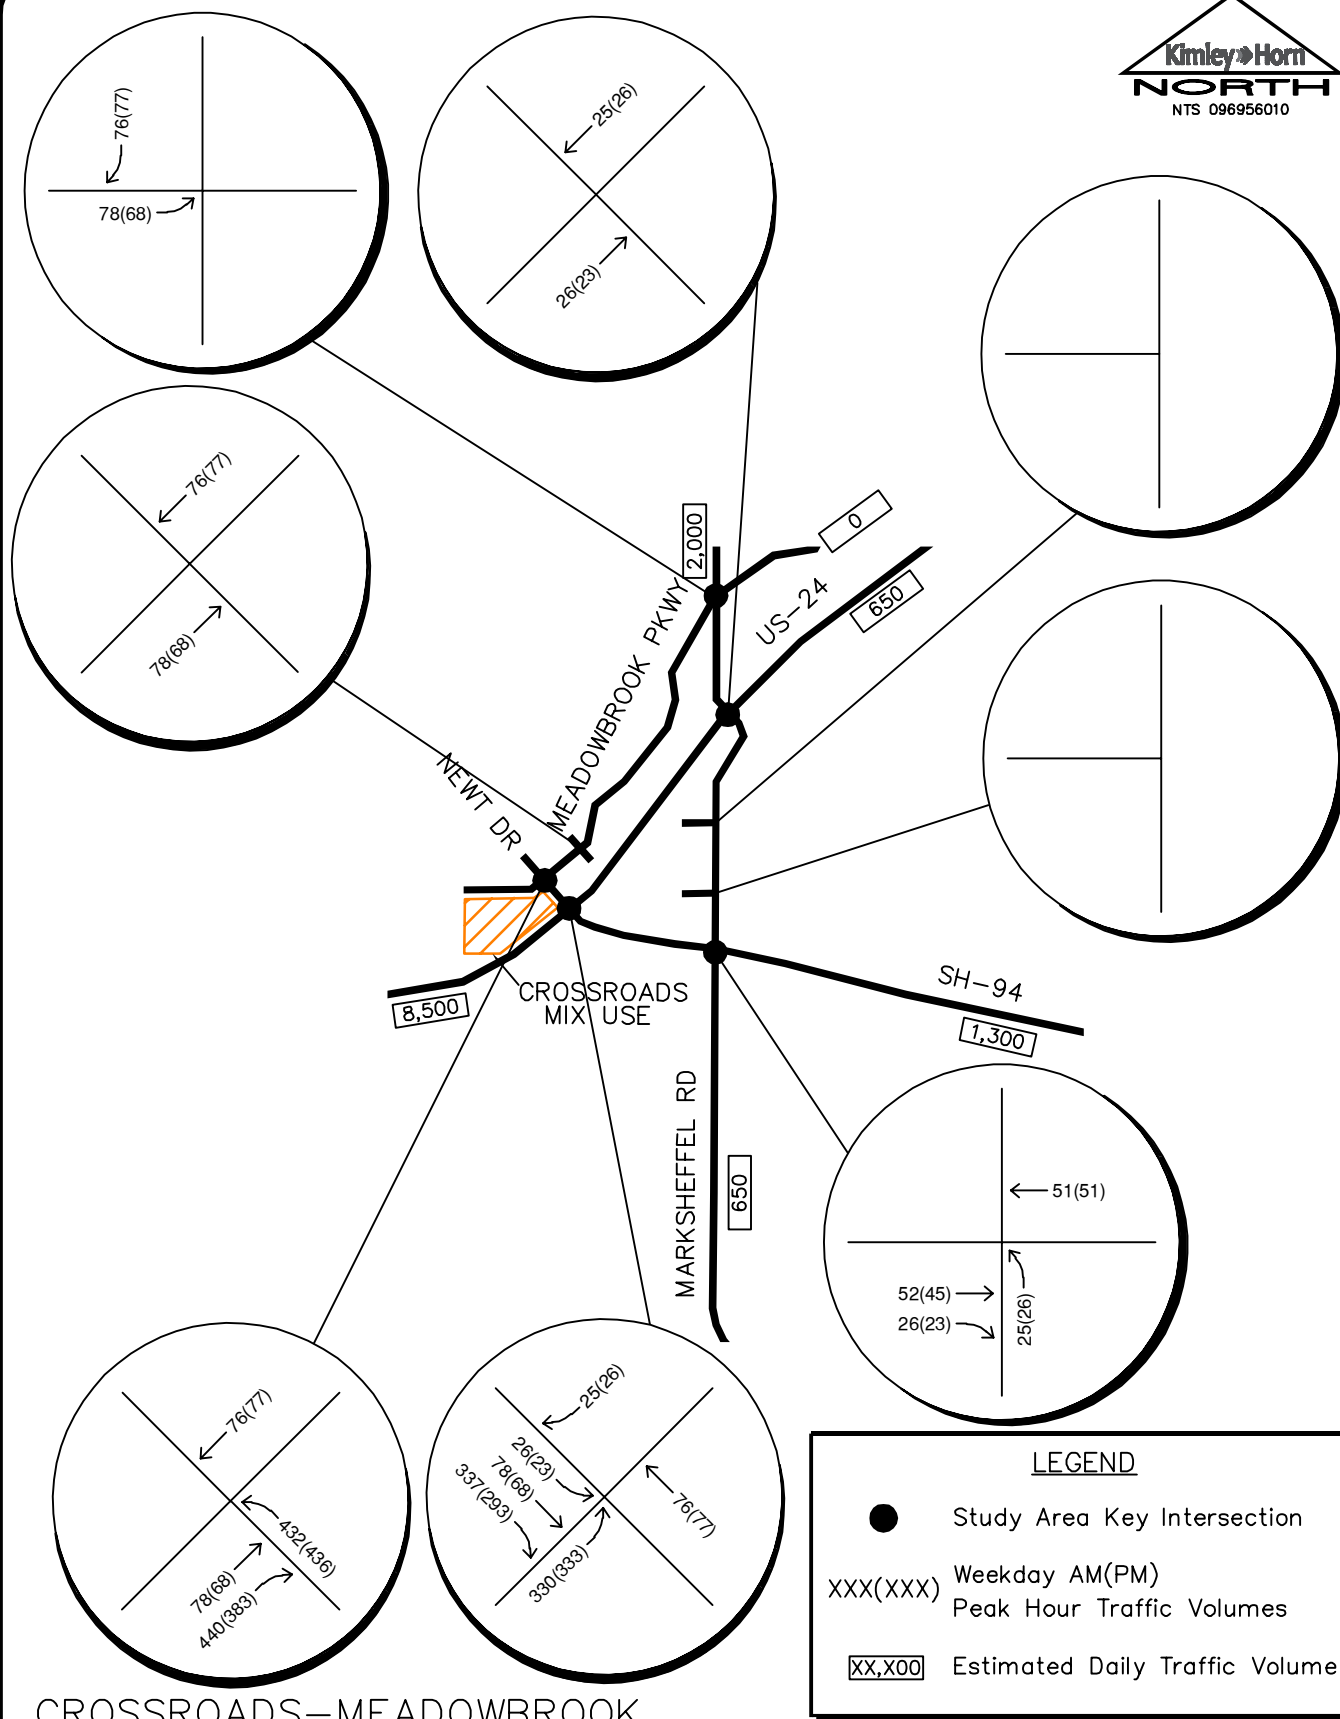 Kimley»Horn
NORTH
NTS 096956010
76(77)
78(68)
25(26)
26(23)
76(77)
78(68)
2,000
0
US-24
650
MEADOWBROOK PKWY
NEWT DR
8,500
CROSSROADS
MIX USE
SH-94
1,300
MARKSHEFFEL RD
650
51(51)
52(45)
26(23)
25(26)
76(77)
432(436)
78(68)
440(383)
25(26)
26(23)
78(68)
337(293)
76(77)
330(333)
LEGEND
Study Area Key Intersection
XXX(XXX) Weekday AM(PM)
Peak Hour Traffic Volumes
XX,X00 Estimated Daily Traffic Volume
CROSSROADS-MEADOWBROOK